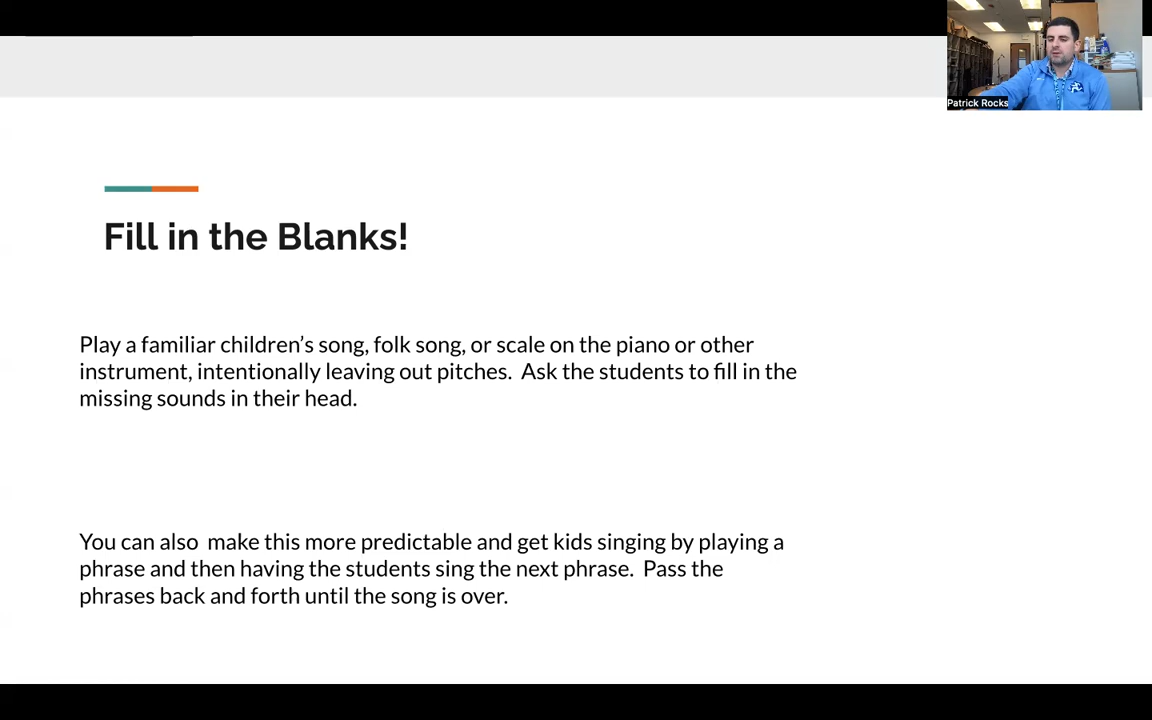 Patrick Rocks
Fill in the Blanks!
Play a familiar children’s song, folk song, or scale on the piano or other
instrument, intentionally leaving out pitches.  Ask the students to fill in the
missing sounds in their head.
You can also  make this more predictable and get kids singing by playing a
phrase and then having the students sing the next phrase.  Pass the
phrases back and forth until the song is over.